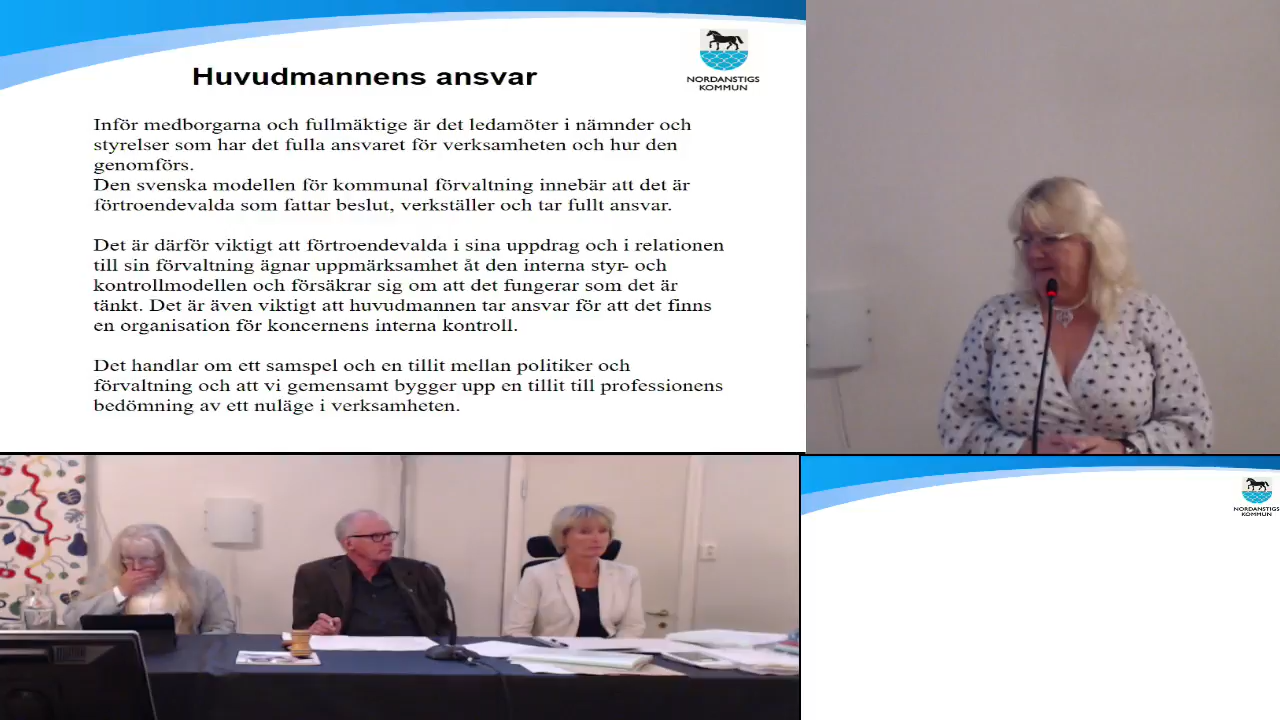 Huvudmannens ansvar
NORDANSTIGS
KOMMUN
Inför medborgarna och fullmäktige är det ledamöter i nämnder och
styrelser som har det fulla ansvaret för verksamheten och hur den
genomförs.
Den svenska modellen för kommunal förvaltning innebär att det är
förtroendevalda som fattar beslut, verkställer och tar fullt ansvar.
Det är därför viktigt att förtroendevalda i sina uppdrag och i relationen
till sin förvaltning ägnar uppmärksamhet åt den interna styr- och
kontrollmodellen och försäkrar sig om att det fungerar som det är
tänkt. Det är även viktigt att huvudmannen tar ansvar för att det finns
en organisation för koncernens interna kontroll.
Det handlar om ett samspel och en tillit mellan politiker och
förvaltning och att vi gemensamt bygger upp en tillit till professionens
bedömning av ett nuläge i verksamheten.
NORDANSTIGS
KOMMUN